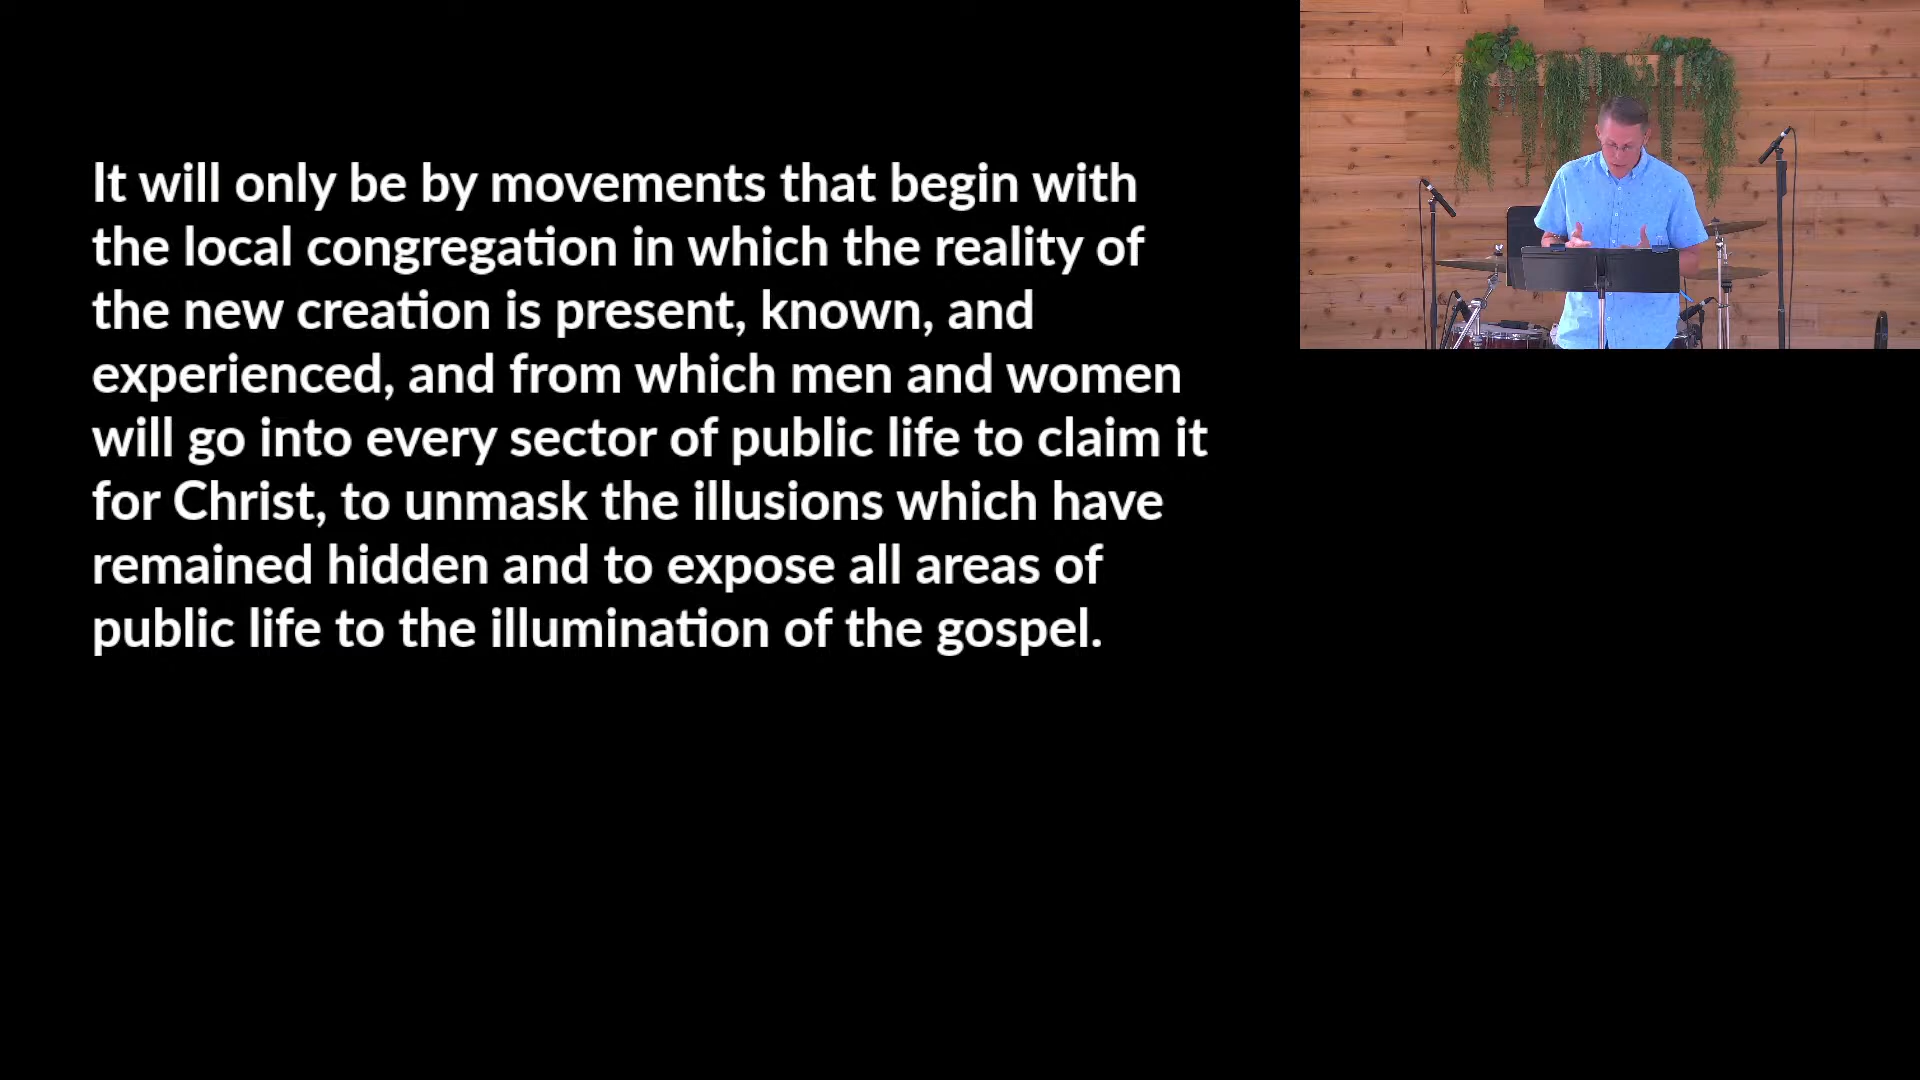 It will only be by movements that begin with
the local congregation in which the reality of
the new creation is present, known, and
experienced, and from which men and women
will go into every sector of public life to claim it
for Christ, to unmask the illusions which have
remained hidden and to expose all areas of
public life to the illumination of the gospel.